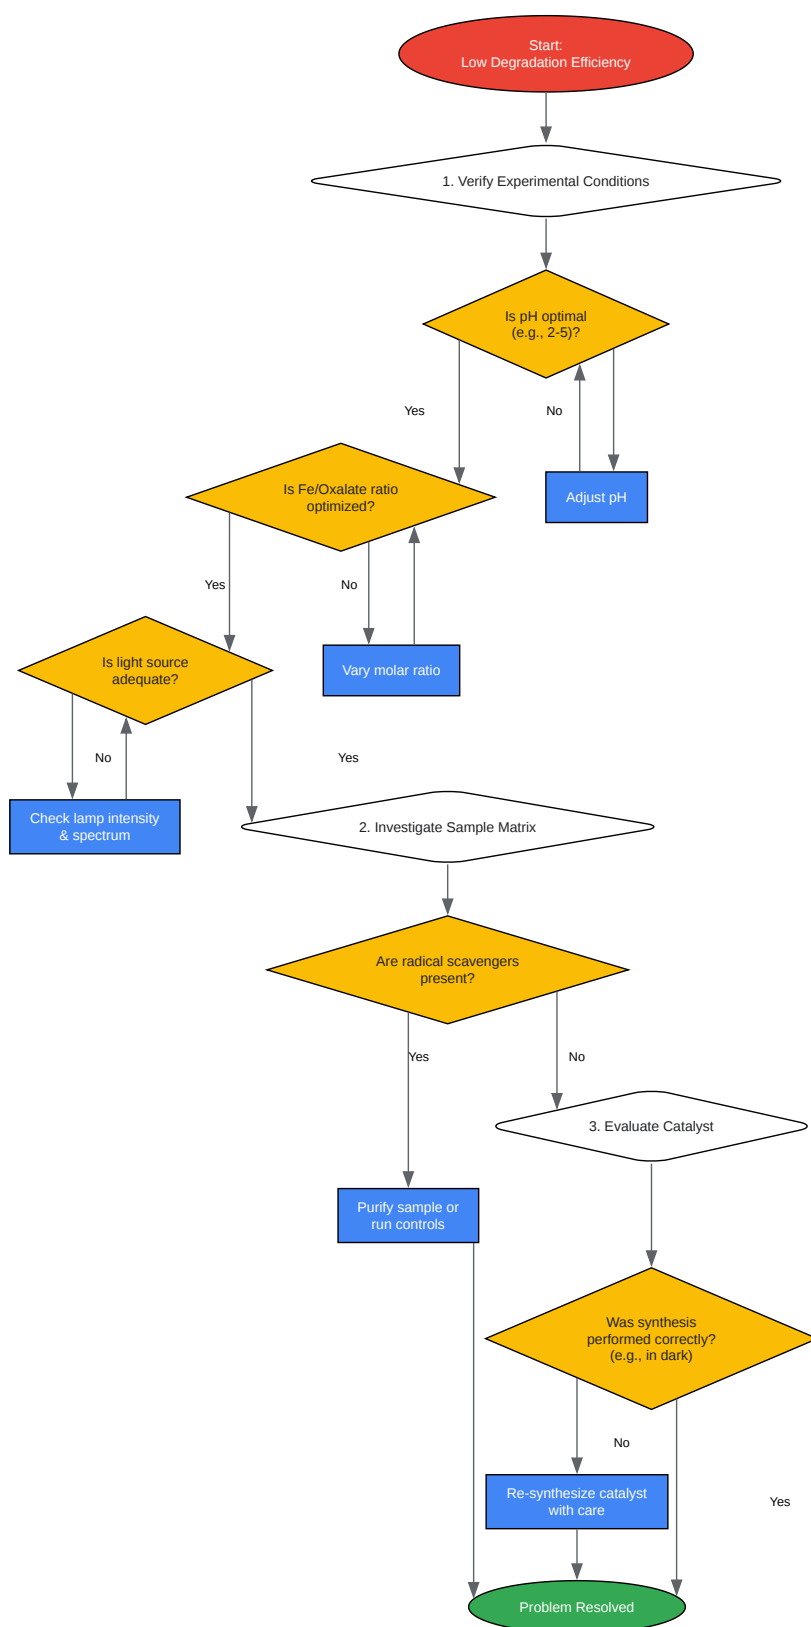 Start:
Low Degradation Efficiency
1. Verify Experimental Conditions
Is pH optimal
(e.g., 2-5)?
Yes
No
Is Fe/Oxalate ratio
optimized?
Adjust pH
Yes
No
Is light source
adequate?
Vary molar ratio
No
Yes
Check lamp intensity
& spectrum
2. Investigate Sample Matrix
Are radical scavengers
present?
Yes
No
3. Evaluate Catalyst
Purify sample or
run controls
Was synthesis
performed correctly?
(e.g., in dark)
No
Re-synthesize catalyst
with care
Yes
Problem Resolved